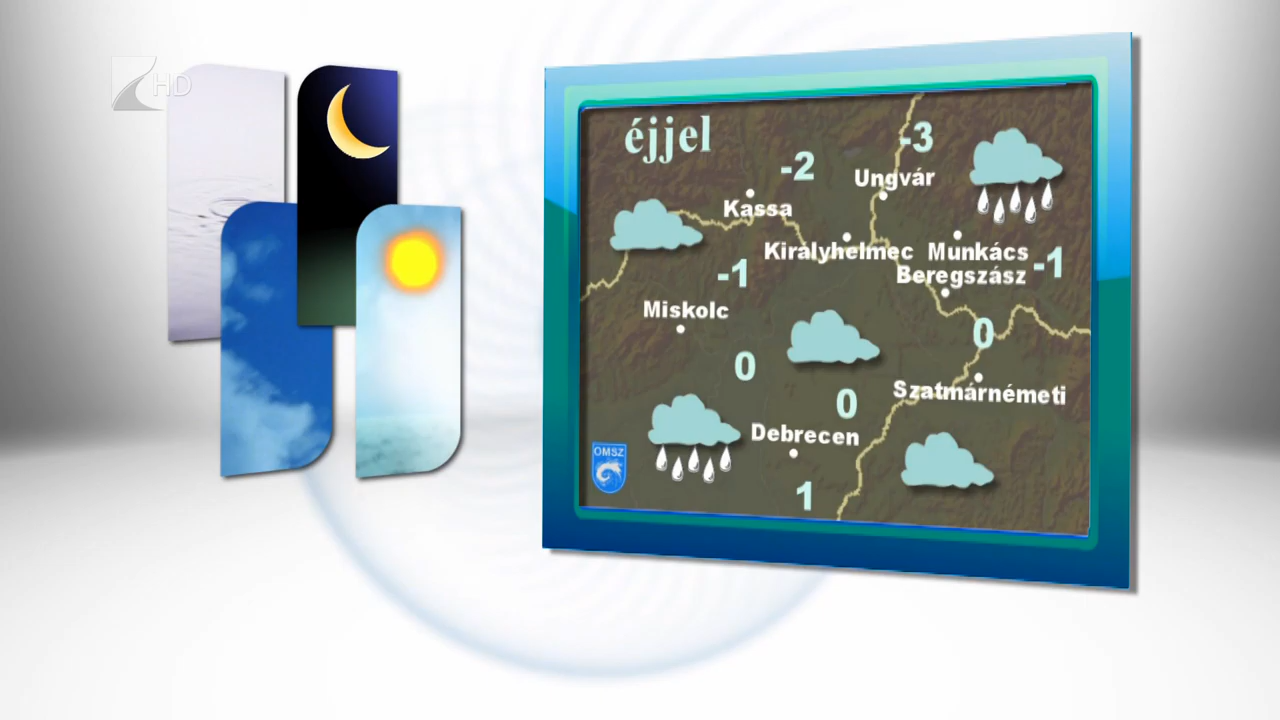 HD
éjjel
-3
-2
Ungvár
Kassa
Királyhelmec
Munkács
-1
Beregszász
-1
Miskolc
0
0
0
Szatmárnémeti
Debrecen
OMSZ
1